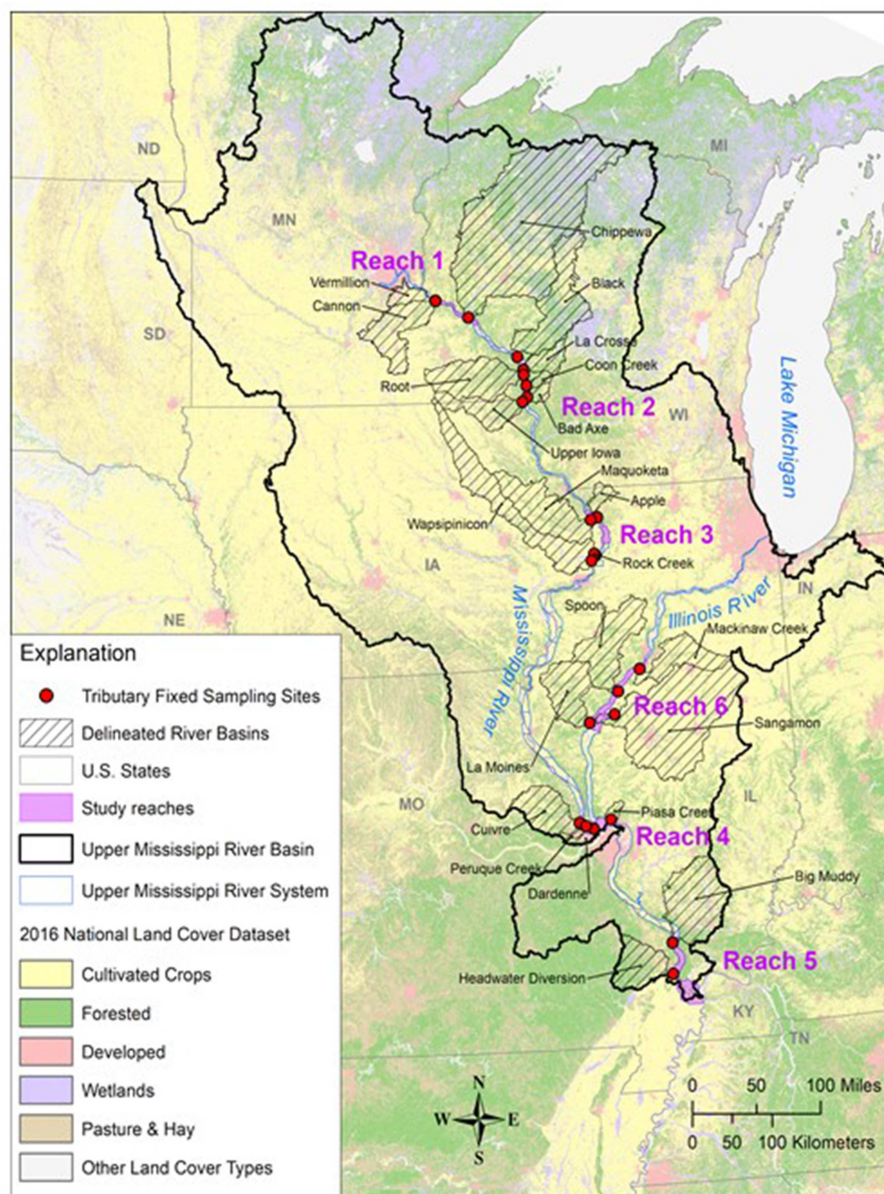 ND
MN
MI
Chippewa
Reach 1
Vermillion
Black
Cannon
SD
La Crosse
Coon Creek
Root
Reach 2
WI
Bad Axe
Upper Iowa
Maquoketa
Lake Michigan
Apple
Wapsipinicon
Reach 3
IA
Rock Creek
NE
Mississippi River
Spoon
Illinois River
IN
Mackinaw Creek
Reach 6
Sangamon
La Moines
MO
IL
Piasa Creek
Cuivre
Reach 4
Peruque Creek
Dardenne
Big Muddy
Reach 5
Headwater Diversion
KY
TN
Explanation
Tributary Fixed Sampling Sites
Delineated River Basins
U.S. States
Study reaches
Upper Mississippi River Basin
Upper Mississippi River System
2016 National Land Cover Dataset
Cultivated Crops
Forested
Developed
Wetlands
Pasture & Hay
Other Land Cover Types
N
W E
S
0 50 100 Miles
0 50 100 Kilometers